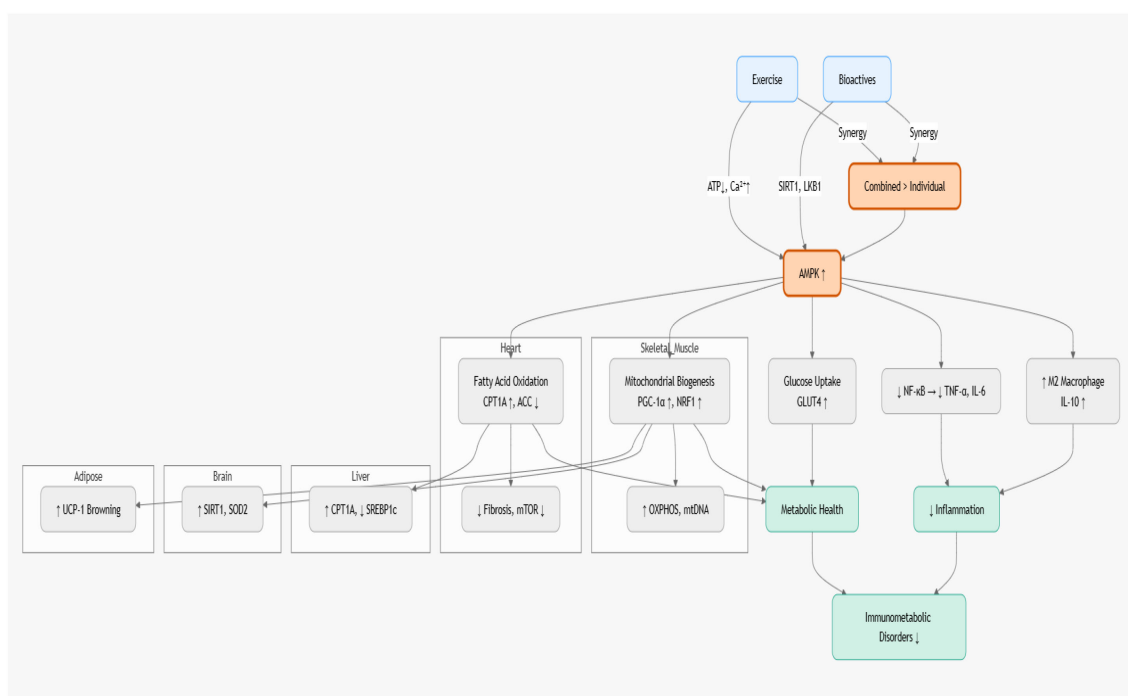 Exercise
Bioactives
Synergy
Synergy
ATP↓, Ca²⁺↑
SIRT1, LKB1
Combined > Individual
AMPK ↑
Heart
Skeletal_Muscle
Fatty Acid Oxidation
CPT1A ↑, ACC ↓
Mitochondrial Biogenesis
PGC-1α ↑, NRF1 ↑
Glucose Uptake
GLUT4 ↑
↓ NF-κB → ↓ TNF-α, IL-6
↑ M2 Macrophage
IL-10 ↑
Adipose
Brain
Liver
↑ UCP-1 Browning
↑ SIRT1, SOD2
↑ CPT1A, ↓ SREBP1c
↓ Fibrosis, mTOR ↓
↑ OXPHOS, mtDNA
Metabolic Health
↓ Inflammation
Immunometabolic
Disorders ↓